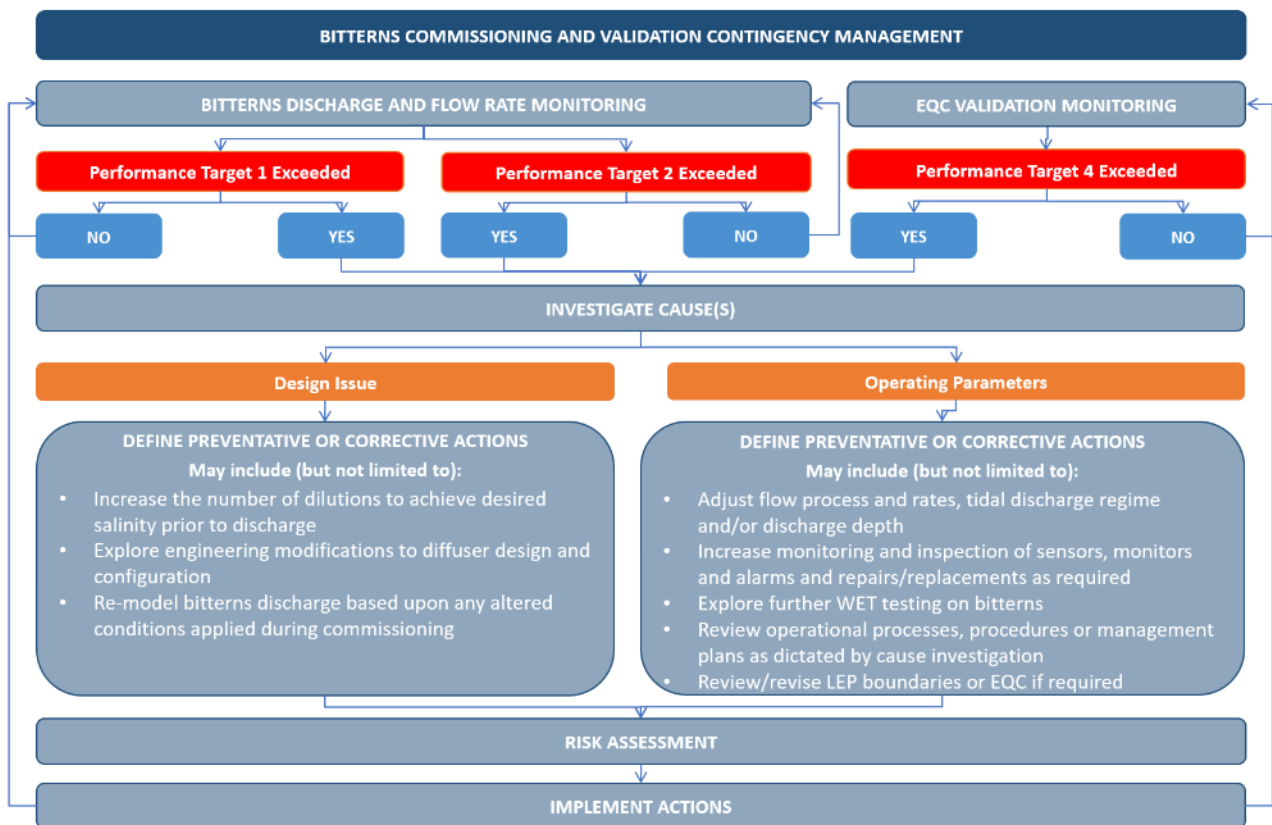 BITTERNS COMMISSIONING AND VALIDATION CONTINGENCY MANAGEMENT
BITTERNS DISCHARGE AND FLOW RATE MONITORING
EQC VALIDATION MONITORING
Performance Target 1 Exceeded
Performance Target 2 Exceeded
Performance Target 4 Exceeded
NO
YES
YES
NO
YES
NO
INVESTIGATE CAUSE(S)
Design Issue
Operating Parameters
DEFINE PREVENTATIVE OR CORRECTIVE ACTIONS
May include (but not limited to):
• Increase the number of dilutions to achieve desired
salinity prior to discharge
• Explore engineering modifications to diffuser design and
configuration
• Re-model bitterns discharge based upon any altered
conditions applied during commissioning
DEFINE PREVENTATIVE OR CORRECTIVE ACTIONS
May include (but not limited to):
• Adjust flow process and rates, tidal discharge regime
and/or discharge depth
• Increase monitoring and inspection of sensors, monitors
and alarms and repairs/replacements as required
• Explore further WET testing on bitterns
• Review operational processes, procedures or management
plans as dictated by cause investigation
• Review/revise LEP boundaries or EQC if required
RISK ASSESSMENT
IMPLEMENT ACTIONS